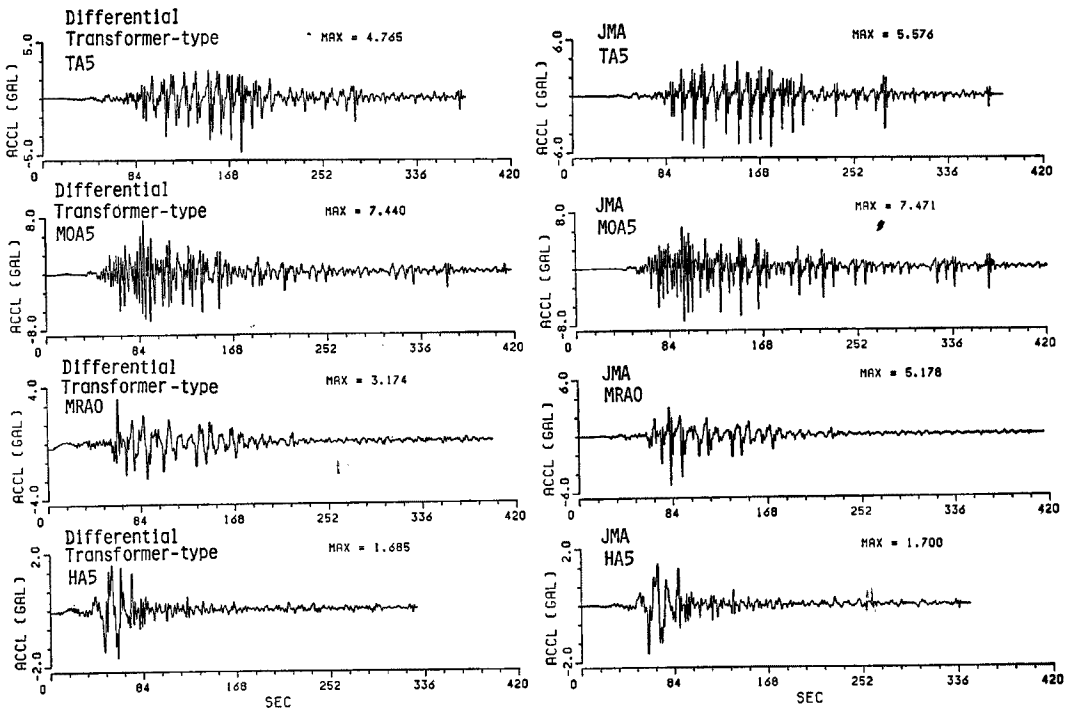 Differential
Transformer-type
TA5
MAX = 4.765
5.0
ACCL (GAL)
-5.0
0 84 168 252 336 420
JMA
TA5
MAX = 5.576
6.0
ACCL (GAL)
-6.0
0 84 168 252 336 420
Differential
Transformer-type
MOA5
MAX = 7.440
8.0
ACCL (GAL)
-8.0
0 84 168 252 336 420
JMA
MOA5
MAX = 7.471
8.0
ACCL (GAL)
-8.0
0 84 168 252 336 420
Differential
Transformer-type
MRA0
MAX = 3.174
4.0
ACCL (GAL)
-4.0
0 84 168 252 336 420
JMA
MRA0
MAX = 5.178
6.0
ACCL (GAL)
-6.0
0 84 168 252 336 420
Differential
Transformer-type
HA5
MAX = 1.685
2.0
ACCL (GAL)
-2.0
0 84 168 252 336 420
SEC
JMA
HA5
MAX = 1.700
2.0
ACCL (GAL)
-2.0
0 84 168 252 336 420
SEC